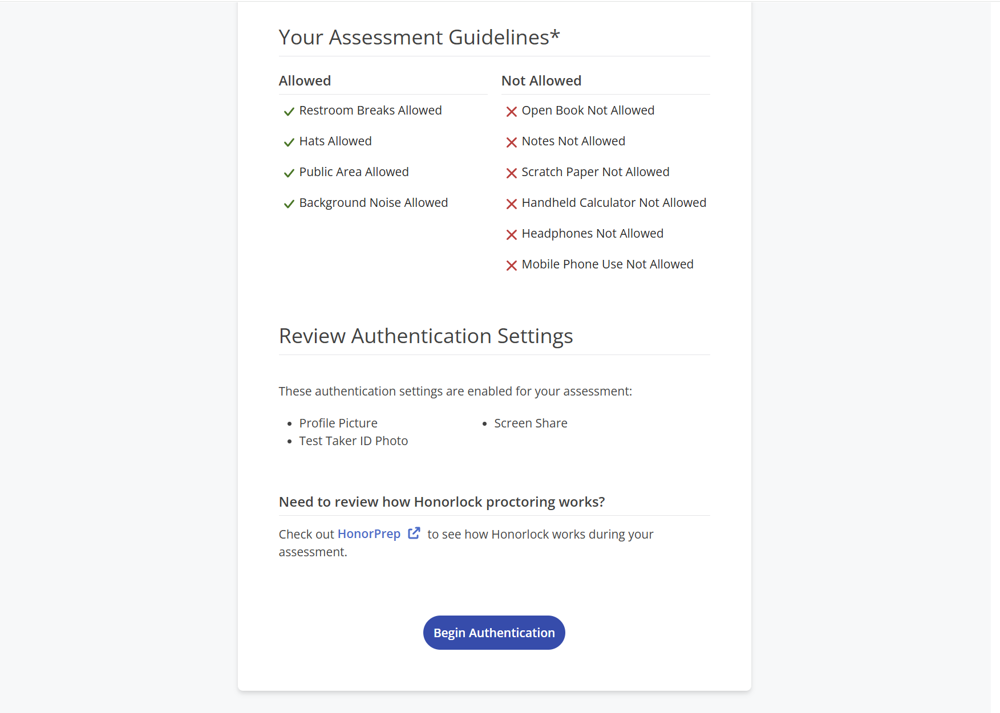 Your Assessment Guidelines*
Allowed
Restroom Breaks Allowed
Hats Allowed
Public Area Allowed
Background Noise Allowed
Not Allowed
Open Book Not Allowed
Notes Not Allowed
Scratch Paper Not Allowed
Handheld Calculator Not Allowed
Headphones Not Allowed
Mobile Phone Use Not Allowed
Review Authentication Settings
These authentication settings are enabled for your assessment:
Profile Picture
Test Taker ID Photo
Screen Share
Need to review how Honorlock proctoring works?
Check out HonorPrep to see how Honorlock works during your
assessment.
Begin Authentication